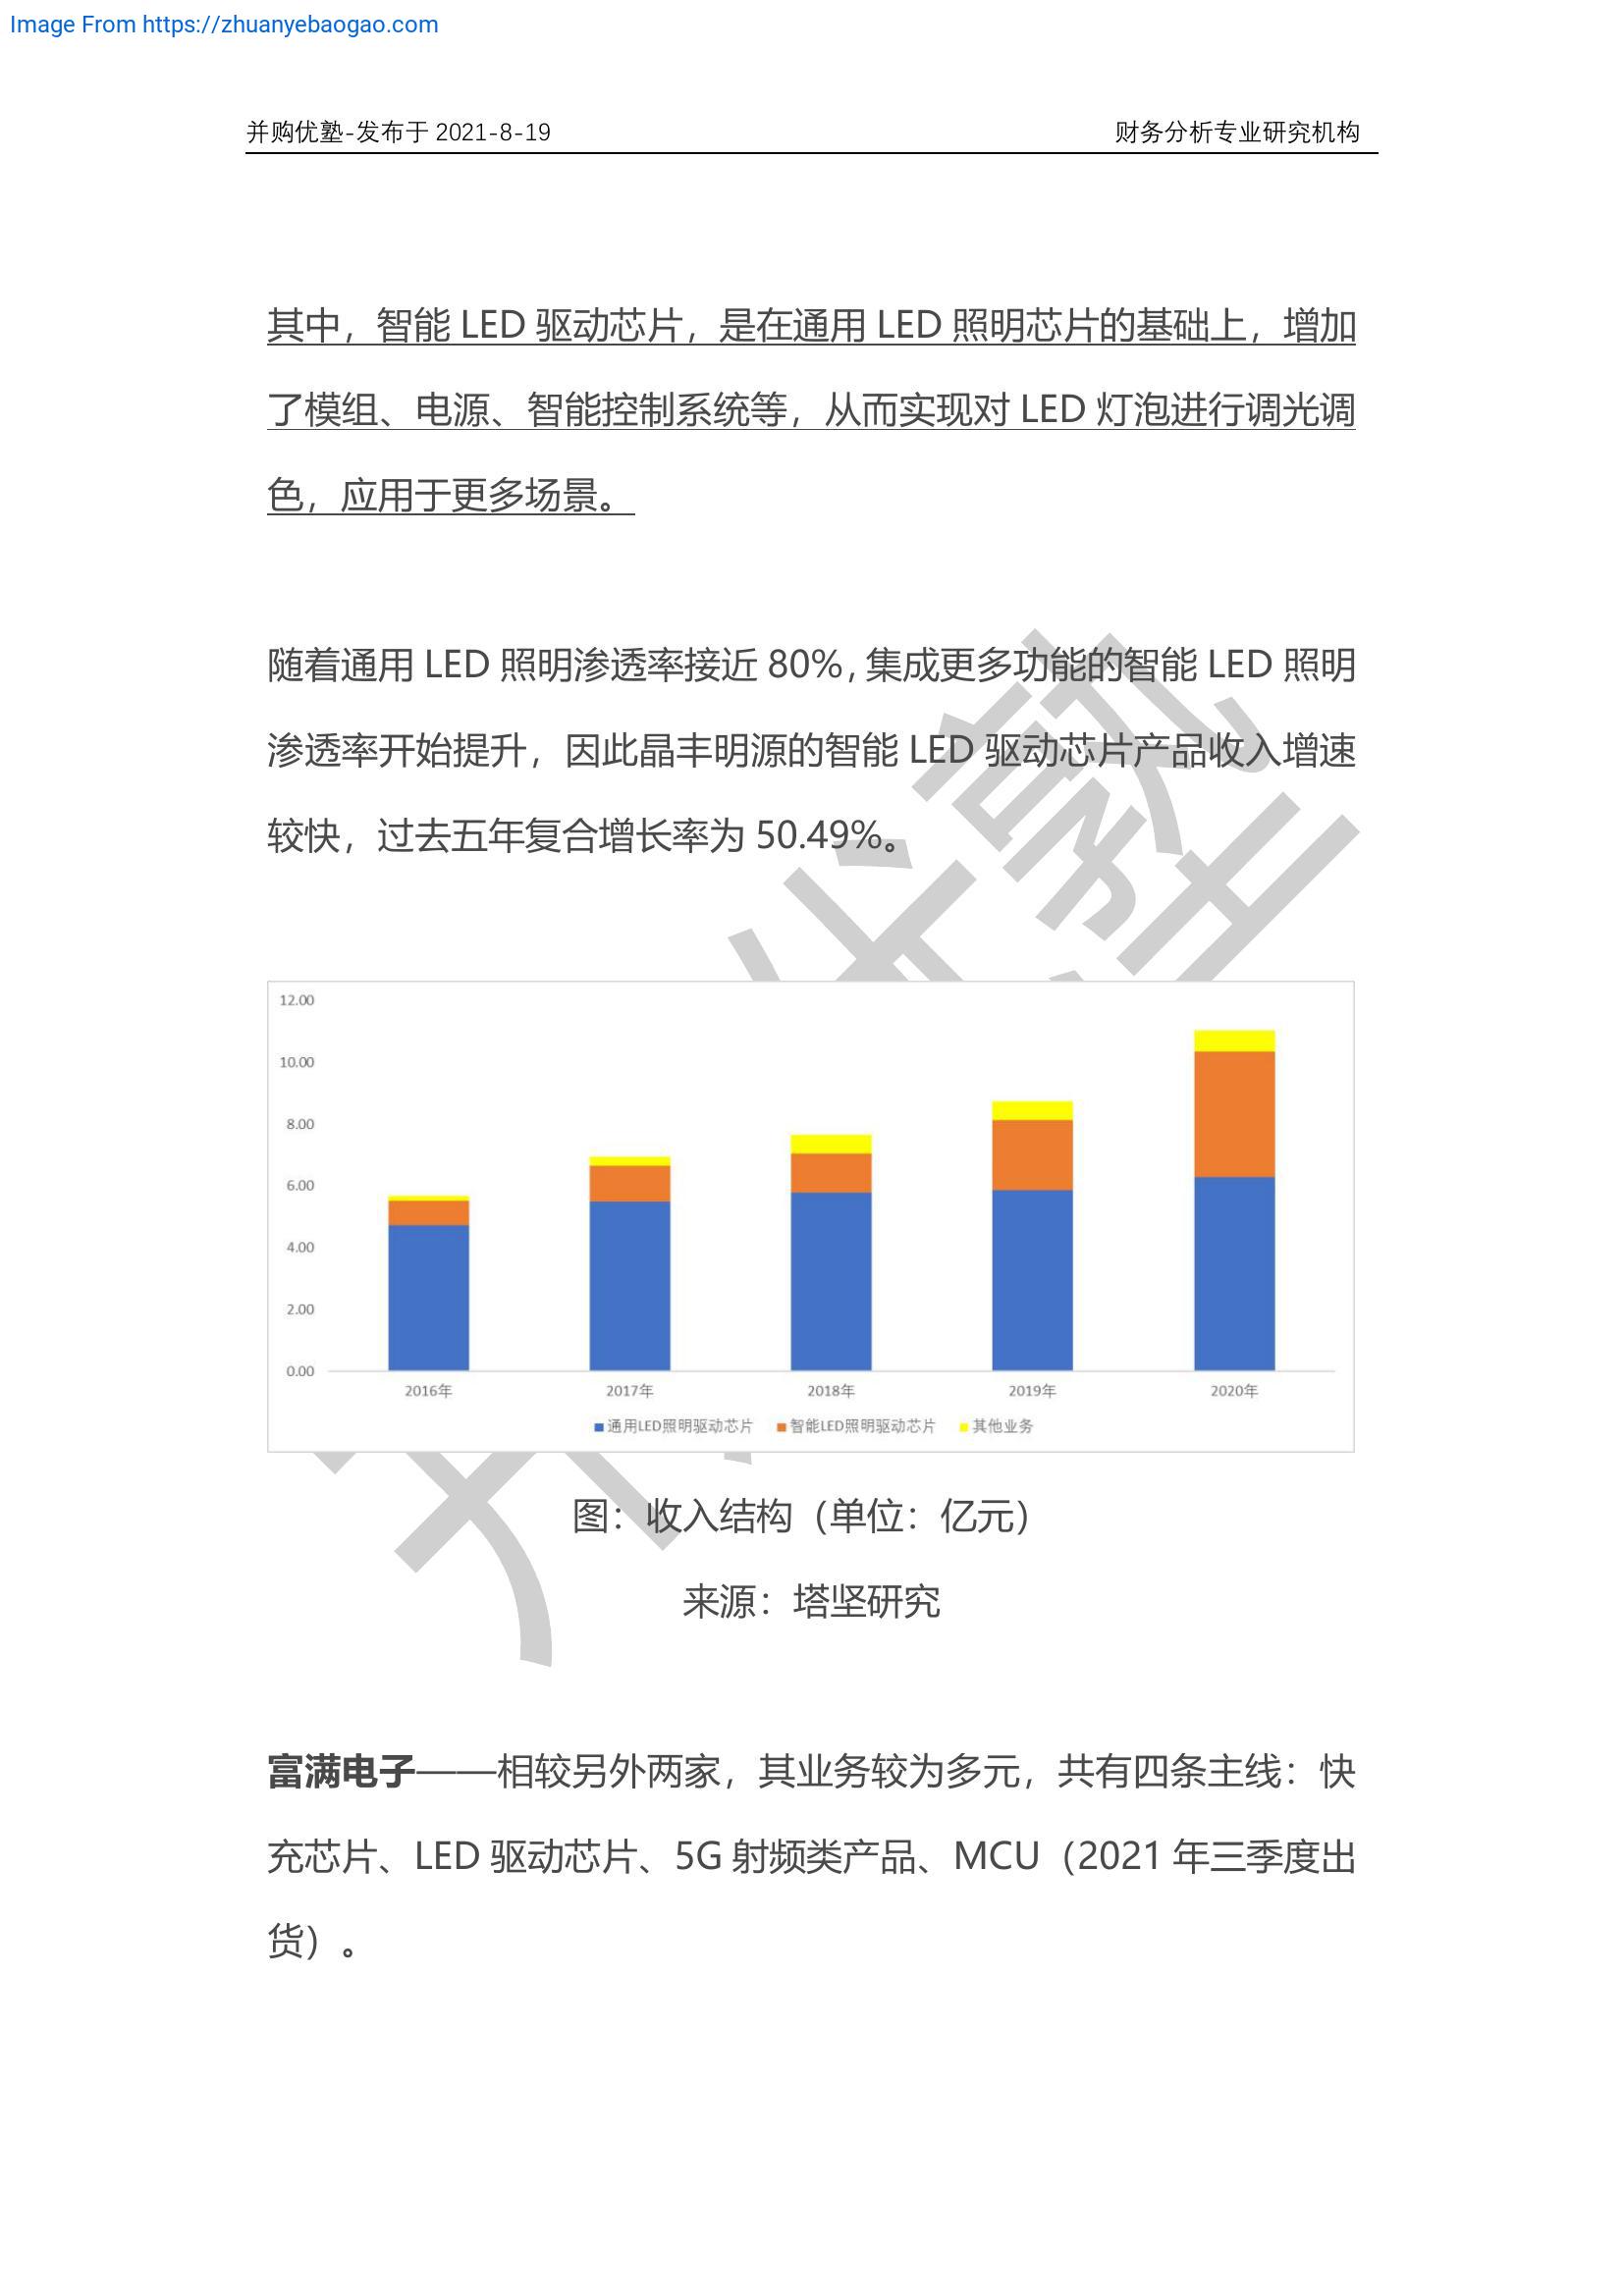 Image From https://zhuanyebaogao.com
并购优塾-发布于 2021-8-19 财务分析专业研究机构
其中，智能 LED 驱动芯片，是在通用 LED 照明芯片的基础上，增加
了模组、电源、智能控制系统等，从而实现对 LED 灯泡进行调光调
色，应用于更多场景。
随着通用 LED 照明渗透率接近 80%，集成更多功能的智能 LED 照明
渗透率开始提升，因此晶丰明源的智能 LED 驱动芯片产品收入增速
较快，过去五年复合增长率为 50.49%。
12.00
10.00
8.00
6.00
4.00
2.00
0.00
2016年 2017年 2018年 2019年 2020年
通用LED照明驱动芯片 智能LED照明驱动芯片 其他业务
图：收入结构（单位：亿元）
来源：塔坚研究
富满电子——相较另外两家，其业务较为多元，共有四条主线：快
充芯片、LED 驱动芯片、5G 射频类产品、MCU（2021 年三季度出
货）。